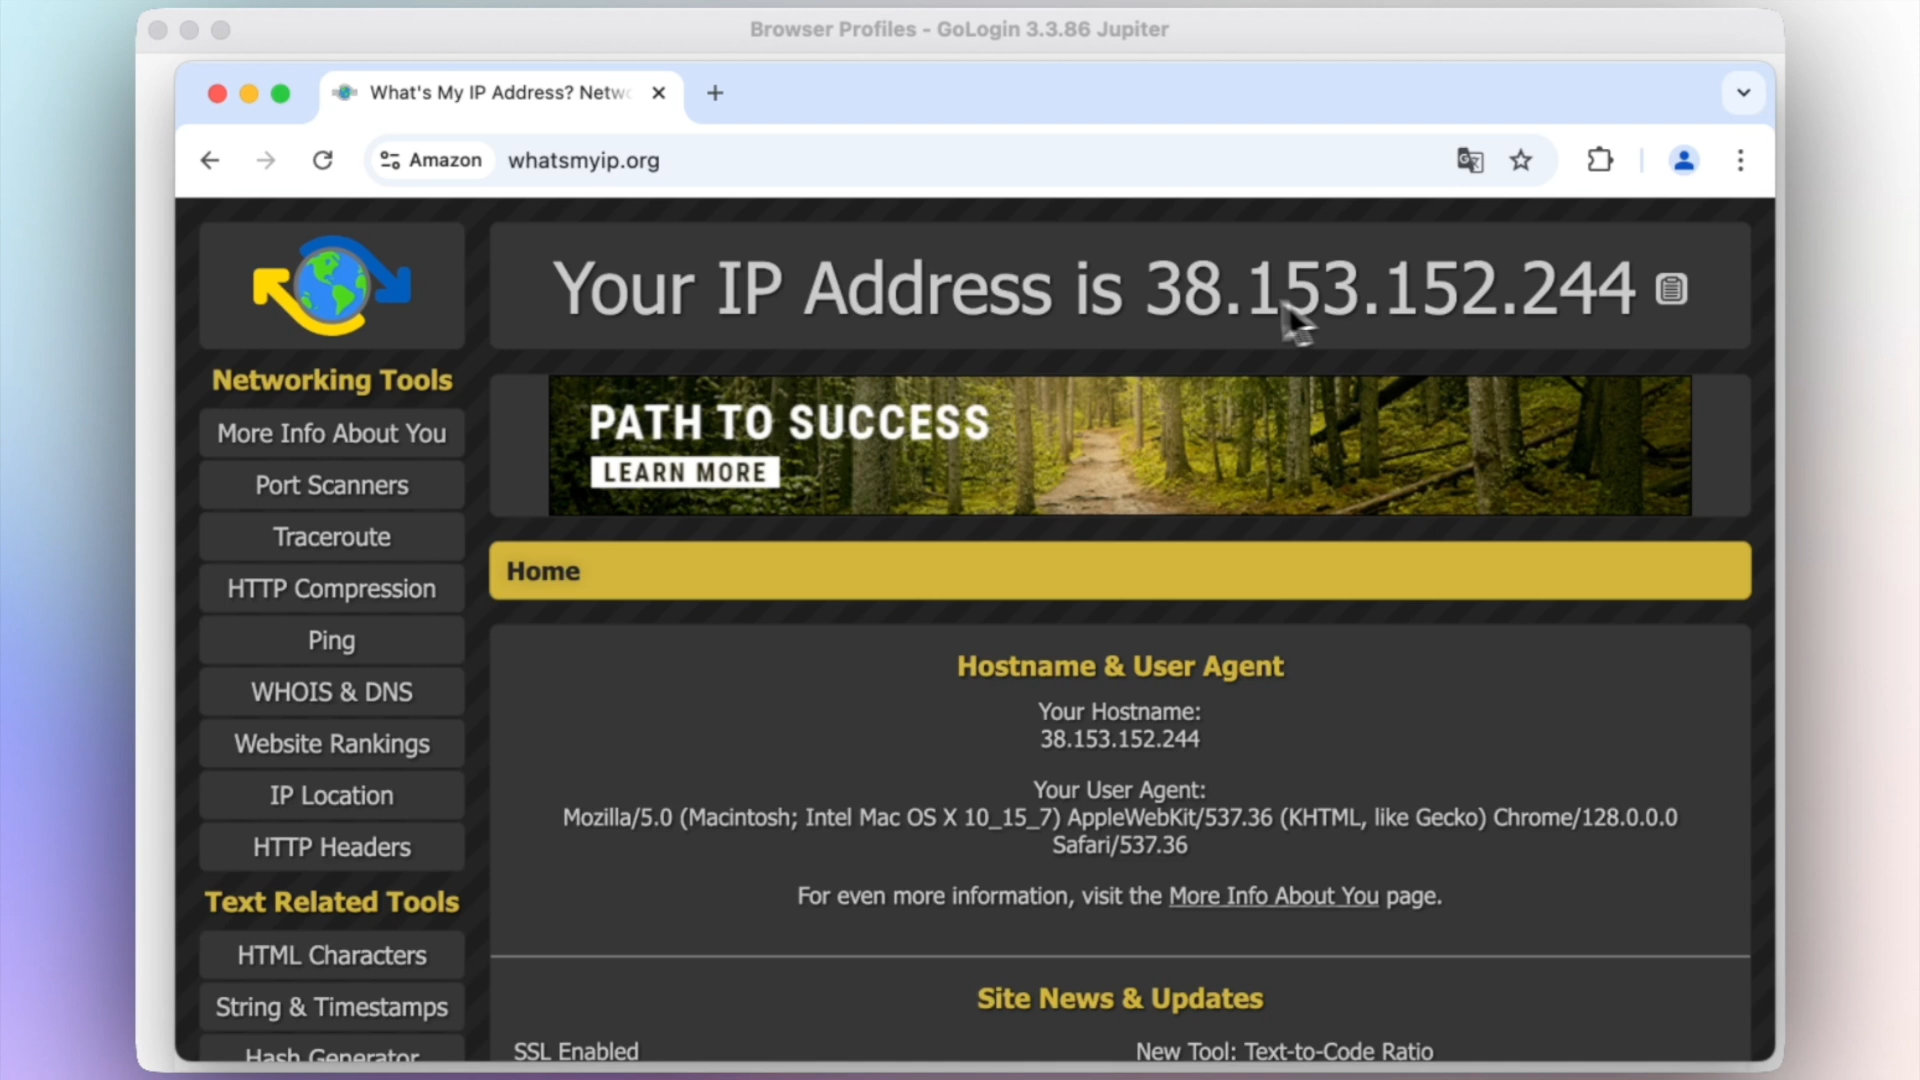 Browser Profiles - GoLogin 3.3.86 Jupiter
What's My IP Address? Netwo
Amazon
whatsmyip.org
Your IP Address is 38.153.152.244
PATH TO SUCCESS
LEARN MORE
Networking Tools
More Info About You
Port Scanners
Traceroute
HTTP Compression
Ping
WHOIS & DNS
Website Rankings
IP Location
HTTP Headers
Text Related Tools
HTML Characters
String & Timestamps
Hash Generator
Home
Hostname & User Agent
Your Hostname:
38.153.152.244
Your User Agent:
Mozilla/5.0 (Macintosh; Intel Mac OS X 10_15_7) AppleWebKit/537.36 (KHTML, like Gecko) Chrome/128.0.0.0
Safari/537.36
For even more information, visit the More Info About You page.
Site News & Updates
SSL Enabled
New Tool: Text-to-Code Ratio